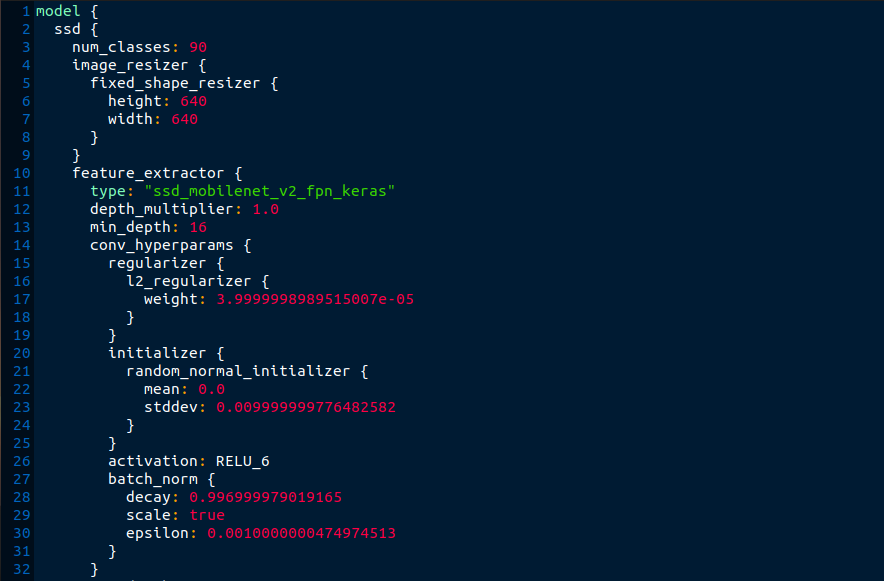 1 model {
2   ssd {
3     num_classes: 90
4     image_resizer {
5       fixed_shape_resizer {
6         height: 640
7         width: 640
8       }
9     }
10     feature_extractor {
11       type: "ssd_mobilenet_v2_fpn_keras"
12       depth_multiplier: 1.0
13       min_depth: 16
14       conv_hyperparams {
15         regularizer {
16           l2_regularizer {
17             weight: 3.9999998989515007e-05
18           }
19         }
20         initializer {
21           random_normal_initializer {
22             mean: 0.0
23             stddev: 0.009999999776482582
24           }
25         }
26         activation: RELU_6
27         batch_norm {
28           decay: 0.996999979019165
29           scale: true
30           epsilon: 0.0010000000474974513
31         }
32       }